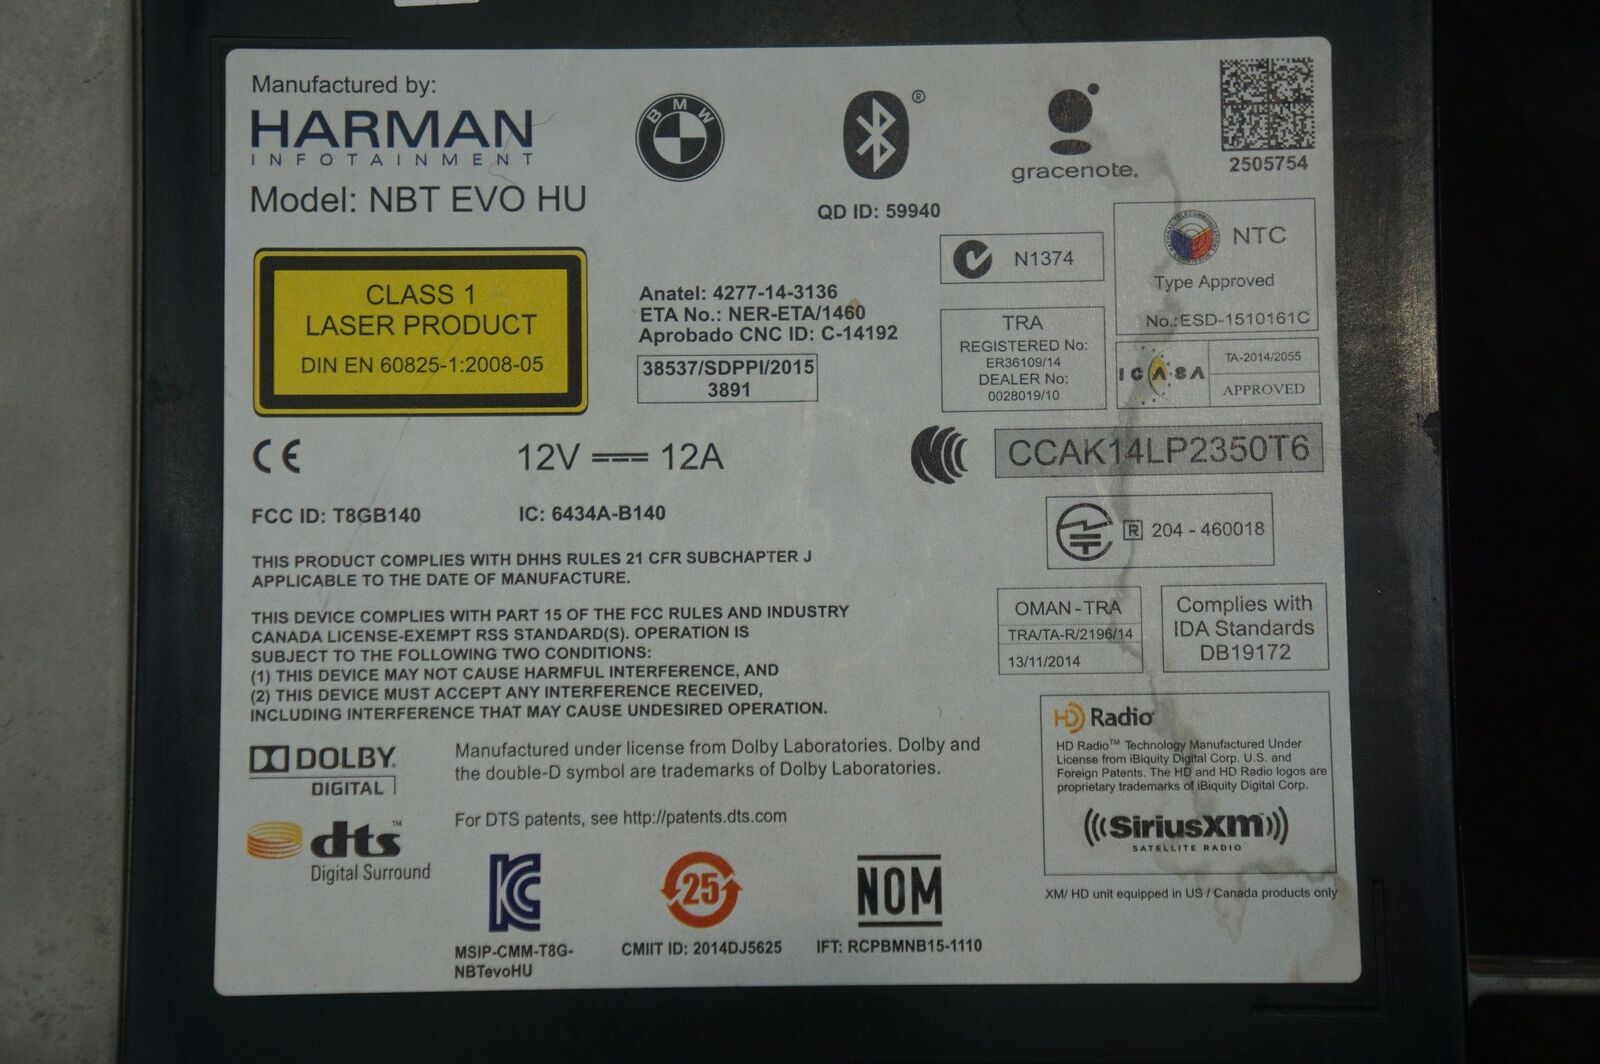 Manufactured by:
HARMAN
INFOTAINMENT
Model: NBT EVO HU
BMW
®
QD ID: 59940
gracenote.
2505754
CLASS 1
LASER PRODUCT
DIN EN 60825-1:2008-05
Anatel: 4277-14-3136
ETA No.: NER-ETA/1460
Aprobado CNC ID: C-14192
38537/SDPPI/2015
3891
N1374
NTC
Type Approved
No.:ESD-1510161C
TRA
REGISTERED No:
ER36109/14
DEALER No:
0028019/10
ICASA
TA-2014/2055
APPROVED
CE
12V 12A
CCAK14LP2350T6
FCC ID: T8GB140
IC: 6434A-B140
R 204 - 460018
THIS PRODUCT COMPLIES WITH DHHS RULES 21 CFR SUBCHAPTER J
APPLICABLE TO THE DATE OF MANUFACTURE.
THIS DEVICE COMPLIES WITH PART 15 OF THE FCC RULES AND INDUSTRY
CANADA LICENSE-EXEMPT RSS STANDARD(S). OPERATION IS
SUBJECT TO THE FOLLOWING TWO CONDITIONS:
(1) THIS DEVICE MAY NOT CAUSE HARMFUL INTERFERENCE, AND
(2) THIS DEVICE MUST ACCEPT ANY INTERFERENCE RECEIVED,
INCLUDING INTERFERENCE THAT MAY CAUSE UNDESIRED OPERATION.
OMAN - TRA
TRA/TA-R/2196/14
13/11/2014
Complies with
IDA Standards
DB19172
DOLBY.
DIGITAL
Manufactured under license from Dolby Laboratories. Dolby and
the double-D symbol are trademarks of Dolby Laboratories.
dts™
Digital Surround
For DTS patents, see http://patents.dts.com
HD Radio
HD Radio™ Technology Manufactured Under
License from iBiquity Digital Corp. U.S. and
Foreign Patents. The HD and HD Radio logos are
proprietary trademarks of iBiquity Digital Corp.
((SiriusXM))
SATELLITE RADIO
XM/ HD unit equipped in US / Canada products only
KC
MSIP-CMM-T8G-
NBTevoHU
25
CMIIT ID: 2014DJ5625
NOM
IFT: RCPBMNB15-1110